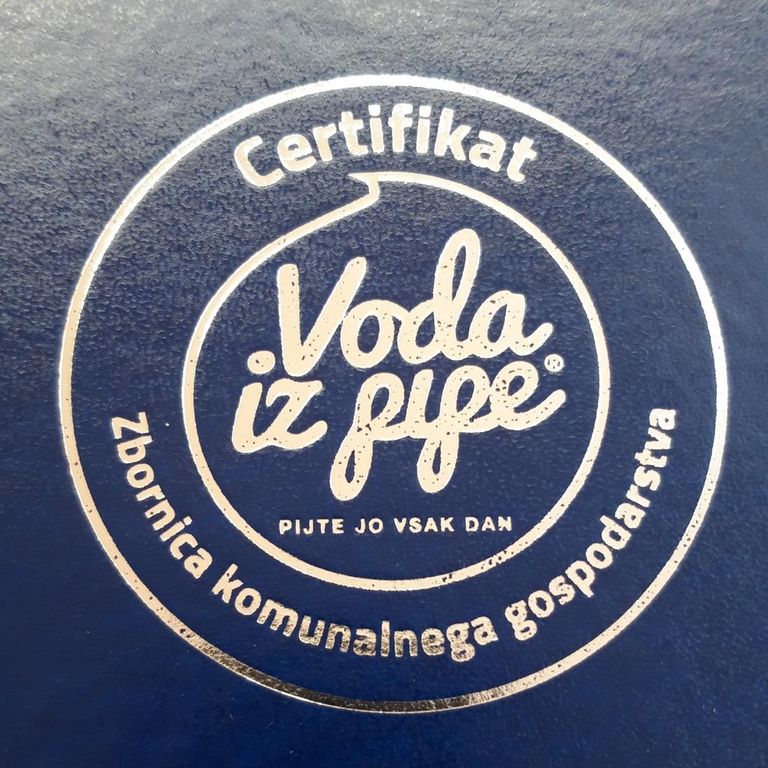 Certifikat
Voda
iz pipe®
PIJTE JO VSAK DAN
Zbornica komunalnega gospodarstva